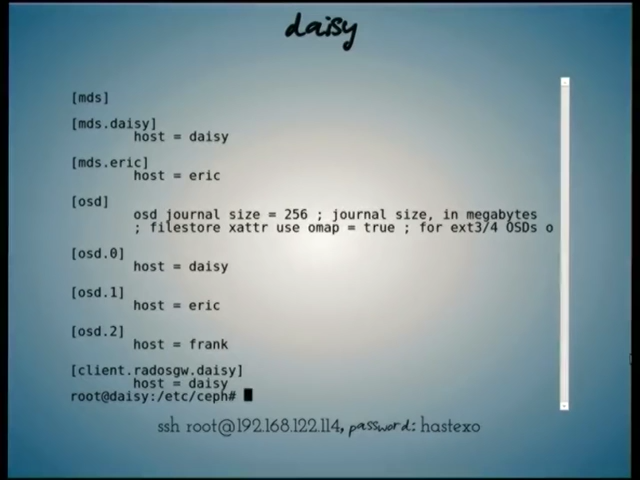 daisy
[mds]
[mds.daisy]
host = daisy
[mds.eric]
host = eric
[osd]
osd journal size = 256 ; journal size, in megabytes
; filestore xattr use omap = true ; for ext3/4 OSDs o
[osd.0]
host = daisy
[osd.1]
host = eric
[osd.2]
host = frank
[client.radosgw.daisy]
host = daisy
root@daisy:/etc/ceph#
ssh root@192.168.122.114, password: hastexo